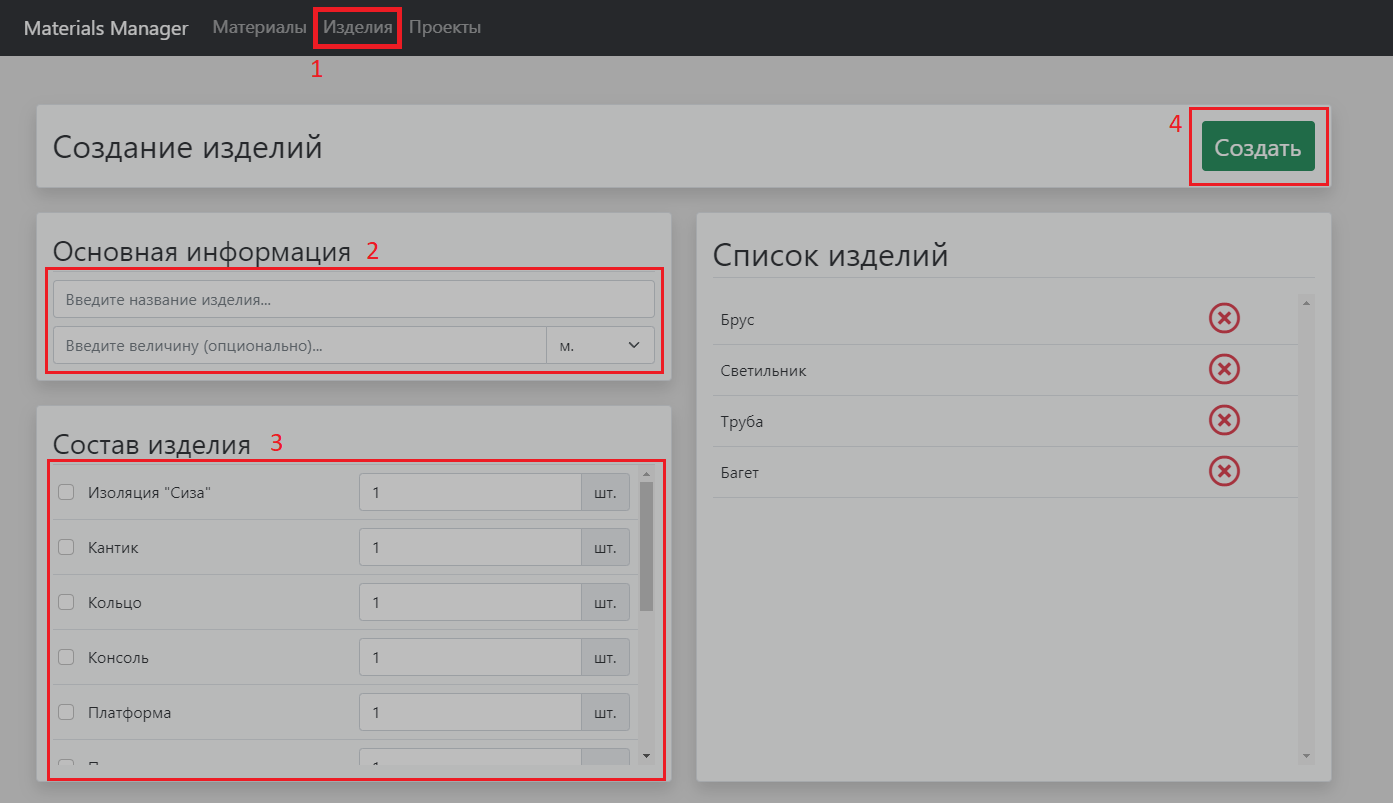 Materials Manager Материалы Изделия Проекты
1
Создание изделий
4
Создать
Основная информация 2
Введите название изделия...
Введите величину (опционально)... м.
Состав изделия 3
Изоляция "Сиза" 1 шт.
Кантик 1 шт.
Кольцо 1 шт.
Консоль 1 шт.
Платформа 1 шт.
Список изделий
Брус
Светильник
Труба
Багет